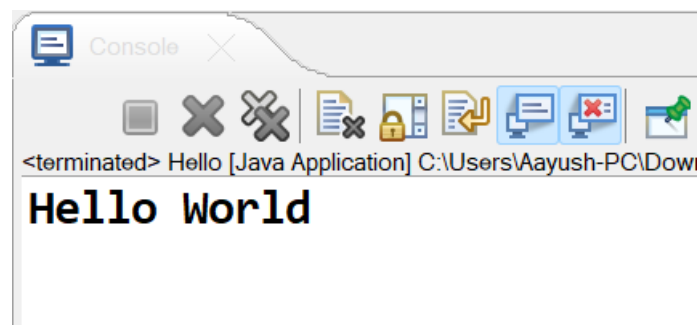 Console
<terminated> Hello [Java Application] C:\Users\Aayush-PC\Dow
Hello World